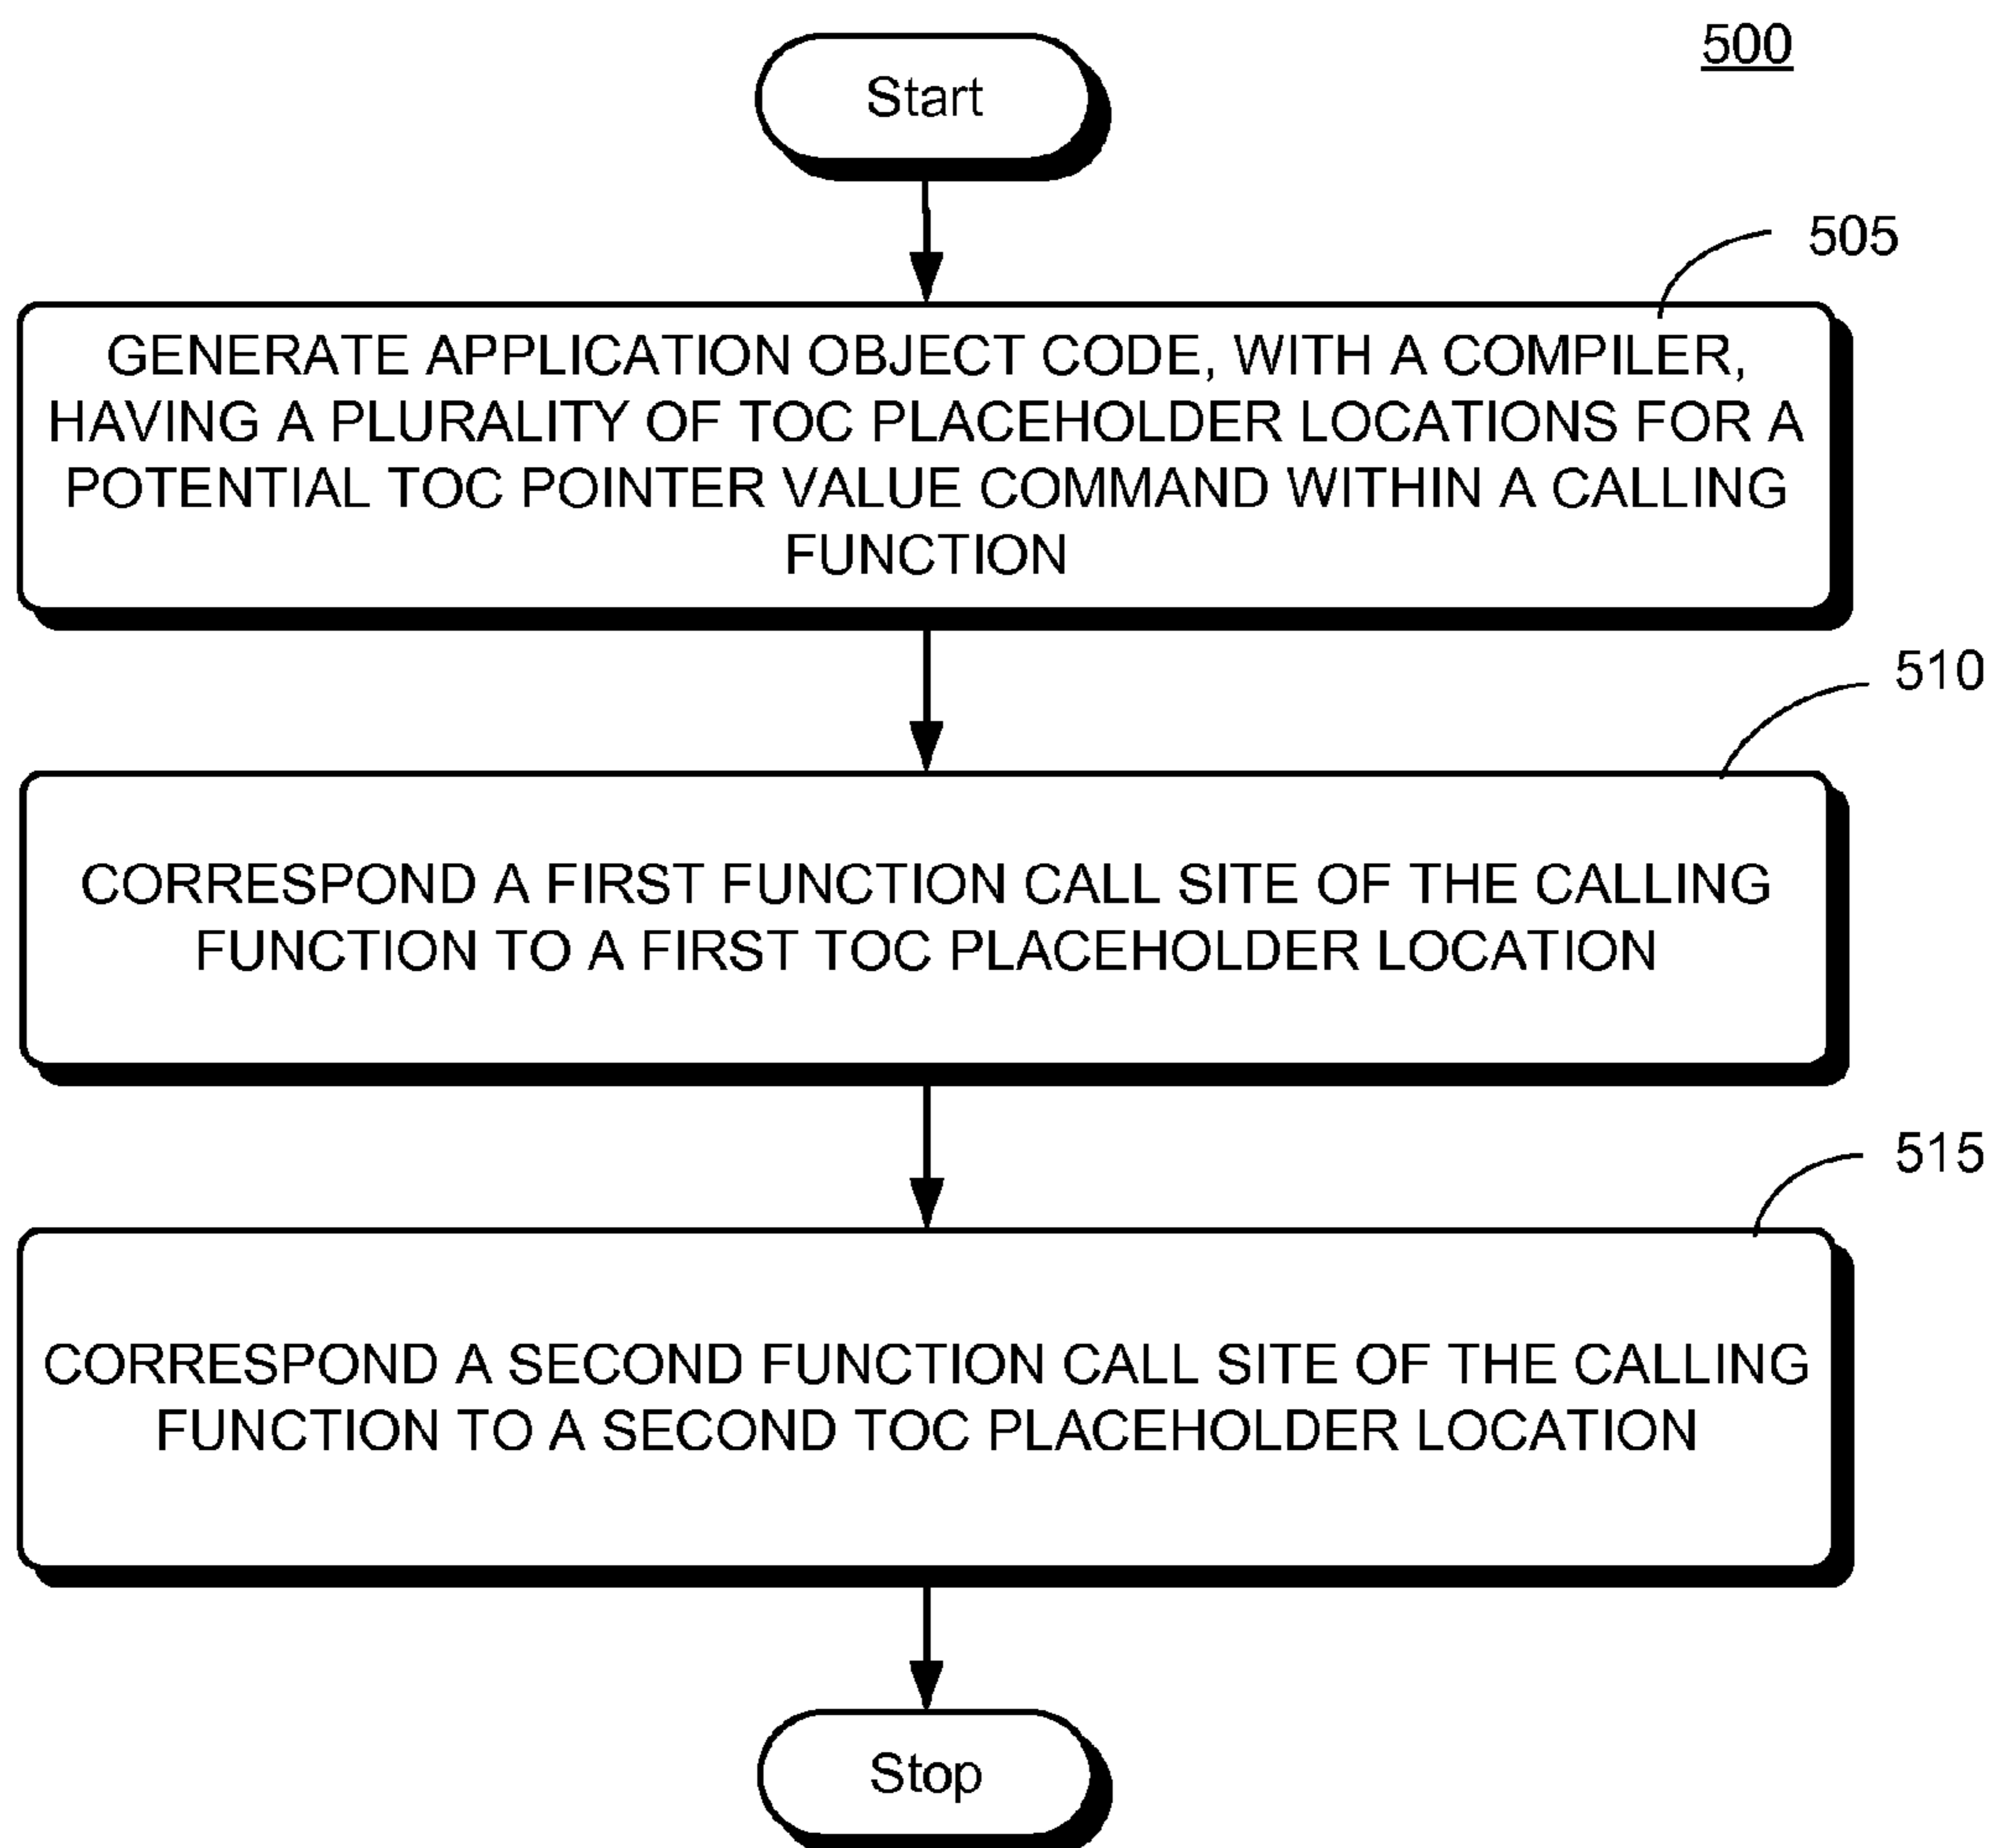 500
Start
505
GENERATE APPLICATION OBJECT CODE, WITH A COMPILER,
HAVING A PLURALITY OF TOC PLACEHOLDER LOCATIONS FOR A
POTENTIAL TOC POINTER VALUE COMMAND WITHIN A CALLING
FUNCTION
510
CORRESPOND A FIRST FUNCTION CALL SITE OF THE CALLING
FUNCTION TO A FIRST TOC PLACEHOLDER LOCATION
515
CORRESPOND A SECOND FUNCTION CALL SITE OF THE CALLING
FUNCTION TO A SECOND TOC PLACEHOLDER LOCATION
Stop